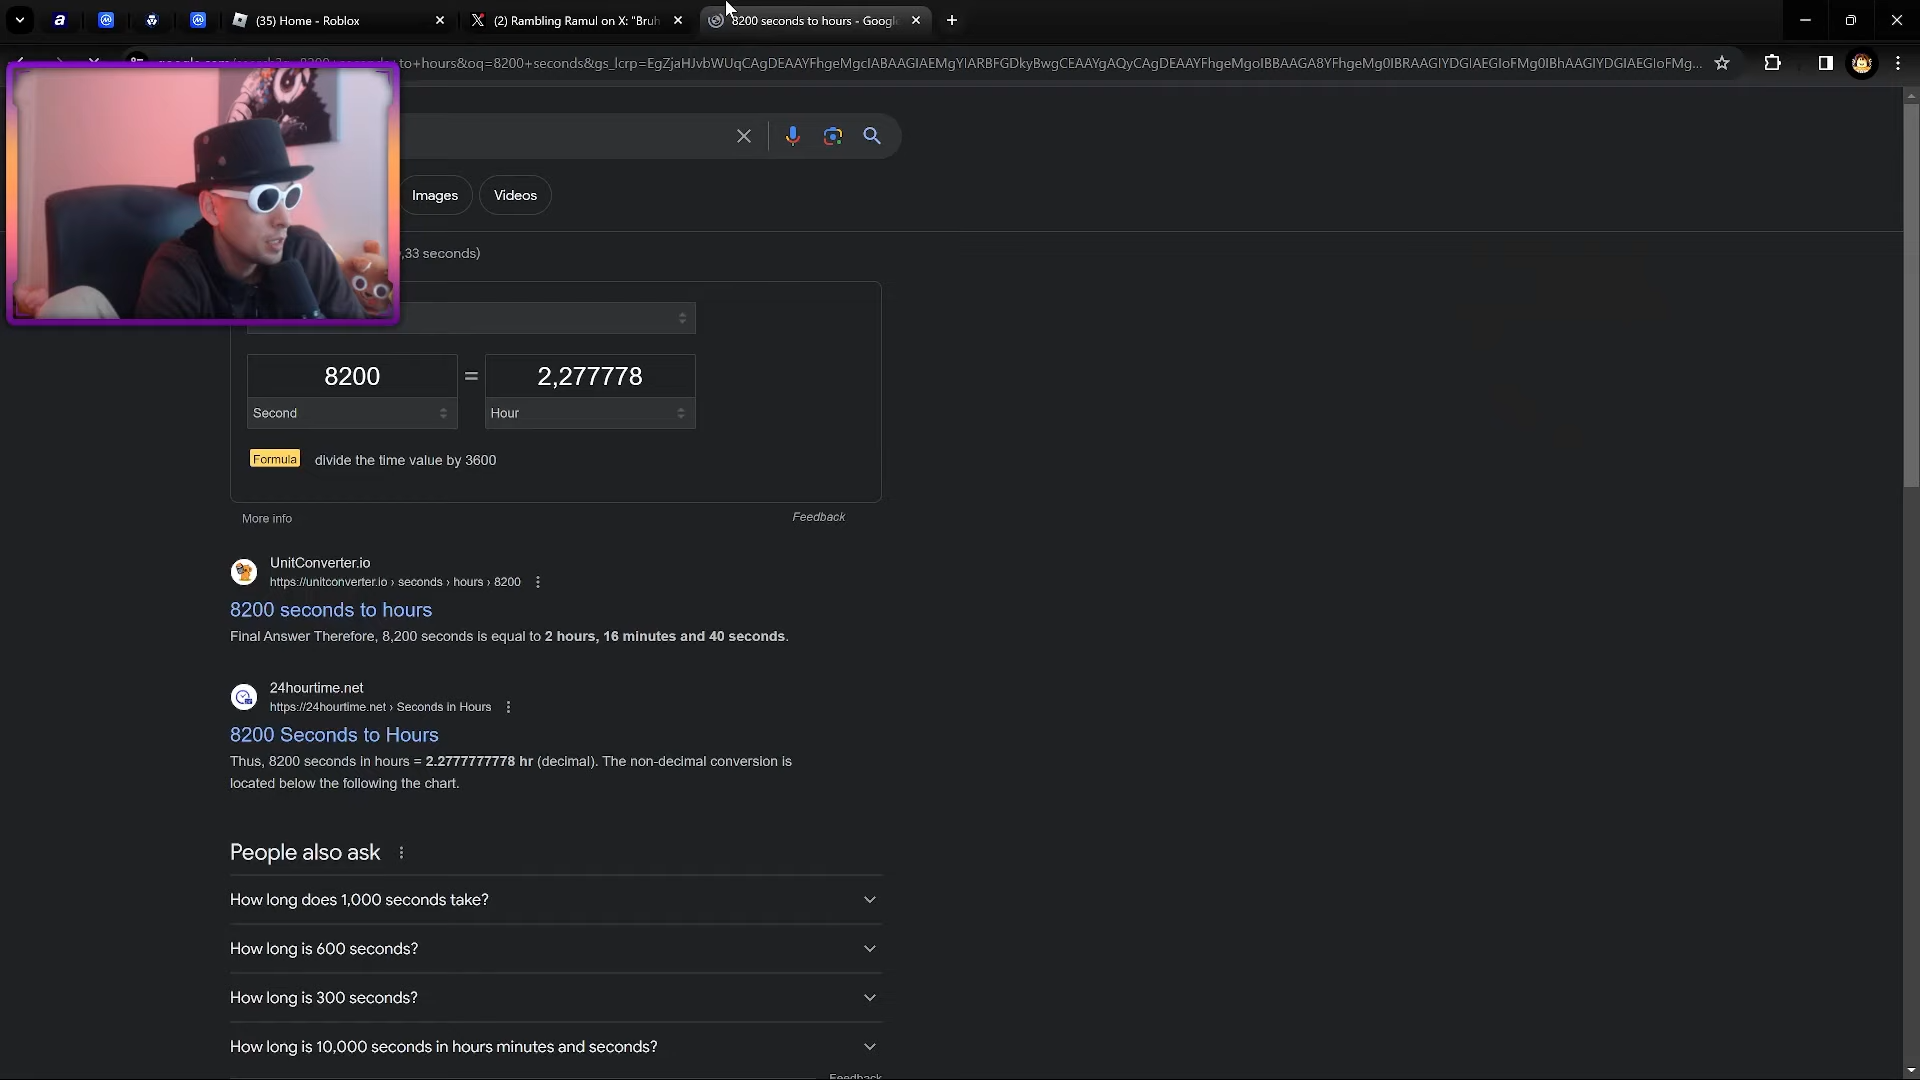 (35) Home - Roblox
(2) Rambling Ramul on X: "Bruh
8200 seconds to hours - Google
to+hours&oq=8200+seconds&gs_lcrp=EgZjaHJvbWUqCAgDEAAYFhgeMgcIABAAGIAEMgYIARBFGDkyBwgCEAAYgAQyCAgDEAAYFhgeMgoIBBAAGA8YFhgeMg0IBRAAGIYDGIAEGIoFMg0IBhAAGIYDGIAEGIoFMg...
Images
Videos
,33 seconds)
8200 = 2,277778
Second
Hour
Formula divide the time value by 3600
More info
Feedback
UnitConverter.io
https://unitconverter.io › seconds › hours › 8200
8200 seconds to hours
Final Answer Therefore, 8,200 seconds is equal to 2 hours, 16 minutes and 40 seconds.
24hourtime.net
https://24hourtime.net › Seconds in Hours
8200 Seconds to Hours
Thus, 8200 seconds in hours = 2.2777777778 hr (decimal). The non-decimal conversion is
located below the following the chart.
People also ask
How long does 1,000 seconds take?
How long is 600 seconds?
How long is 300 seconds?
How long is 10,000 seconds in hours minutes and seconds?
Feedback